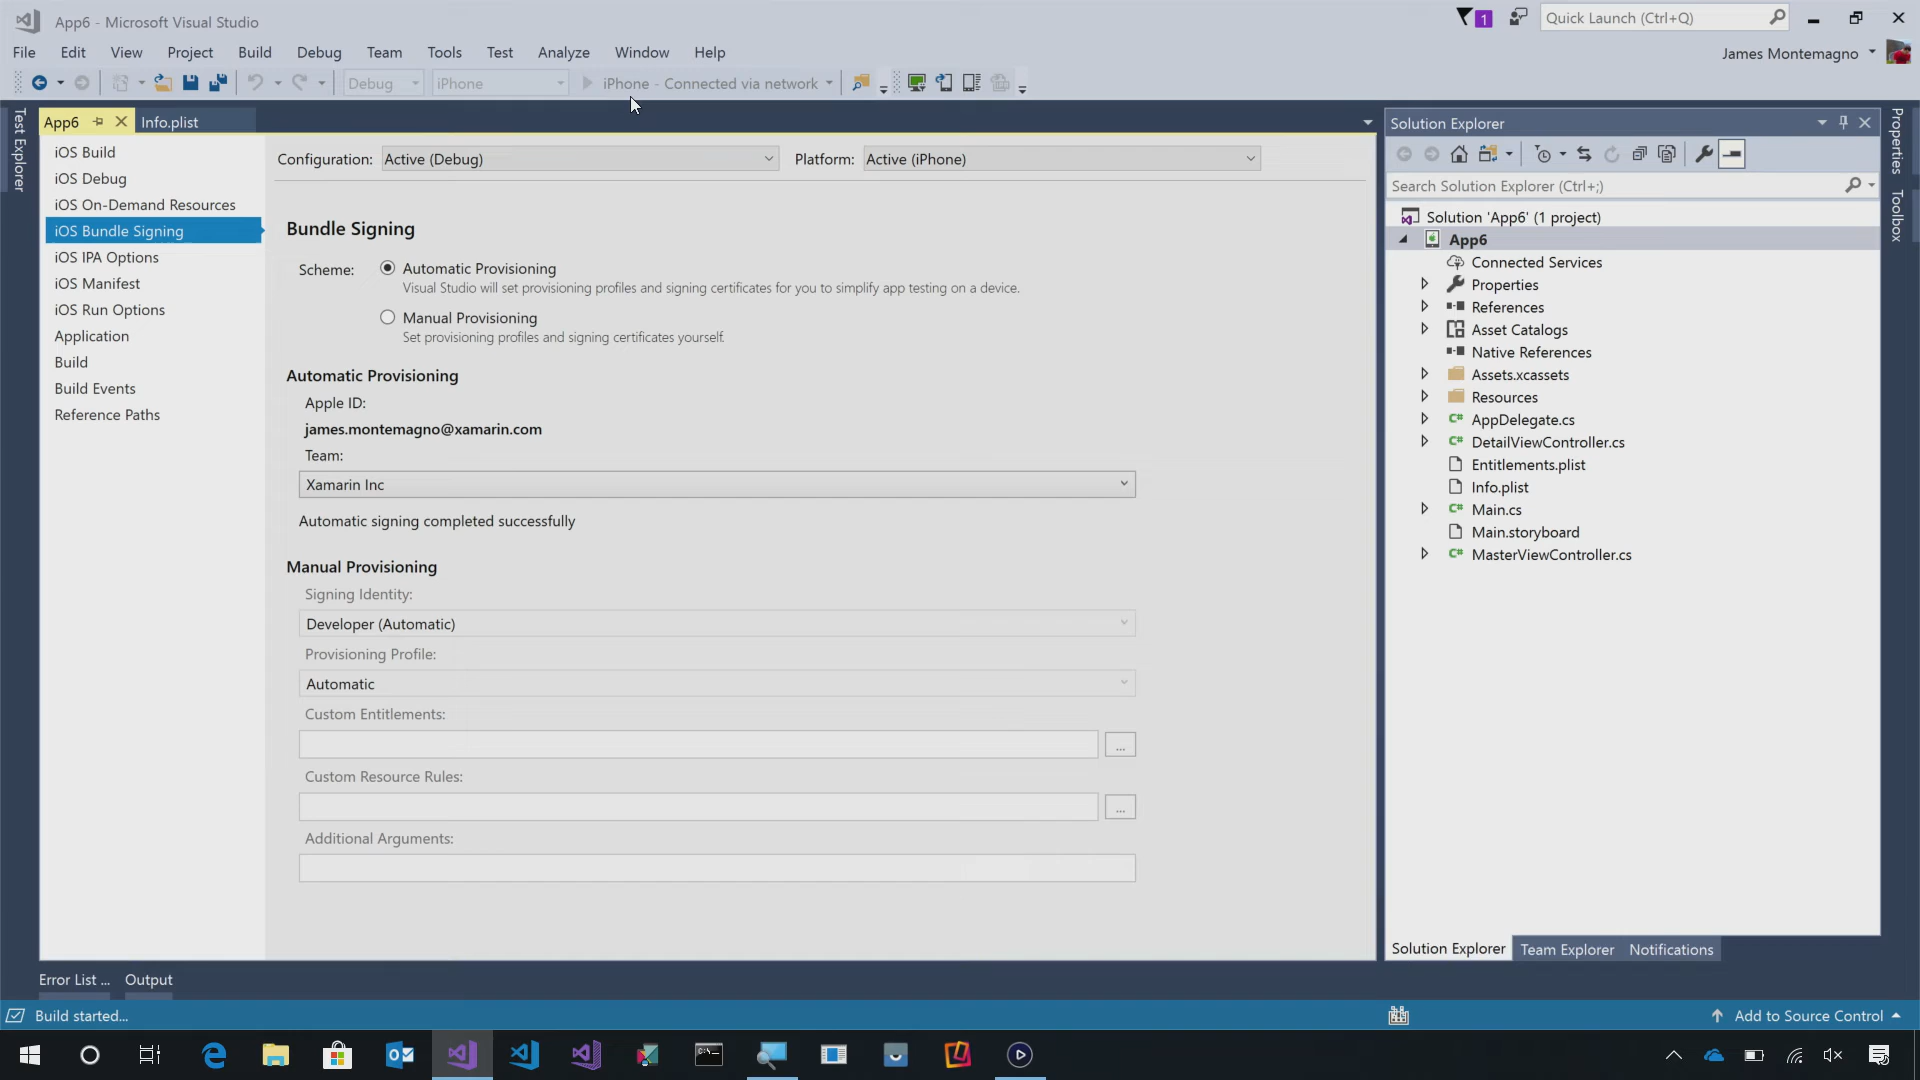 App6 - Microsoft Visual Studio
1
Quick Launch (Ctrl+Q)
File Edit View Project Build Debug Team Tools Test Analyze Window Help
James Montemagno
Debug iPhone iPhone - Connected via network
Test Explorer
App6 Info.plist
iOS Build
iOS Debug
iOS On-Demand Resources
iOS Bundle Signing
iOS IPA Options
iOS Manifest
iOS Run Options
Application
Build
Build Events
Reference Paths
Configuration: Active (Debug) Platform: Active (iPhone)
Bundle Signing
Scheme: Automatic Provisioning
Visual Studio will set provisioning profiles and signing certificates for you to simplify app testing on a device.
Manual Provisioning
Set provisioning profiles and signing certificates yourself.
Automatic Provisioning
Apple ID:
james.montemagno@xamarin.com
Team:
Xamarin Inc
Automatic signing completed successfully
Manual Provisioning
Signing Identity:
Developer (Automatic)
Provisioning Profile:
Automatic
Custom Entitlements:
...
Custom Resource Rules:
...
Additional Arguments:
Solution Explorer
Search Solution Explorer (Ctrl+;)
Solution 'App6' (1 project)
App6
Connected Services
Properties
References
Asset Catalogs
Native References
Assets.xcassets
Resources
C# AppDelegate.cs
C# DetailViewController.cs
Entitlements.plist
Info.plist
C# Main.cs
Main.storyboard
C# MasterViewController.cs
Solution Explorer Team Explorer Notifications
Properties
Toolbox
Error List ... Output
Build started...
Add to Source Control